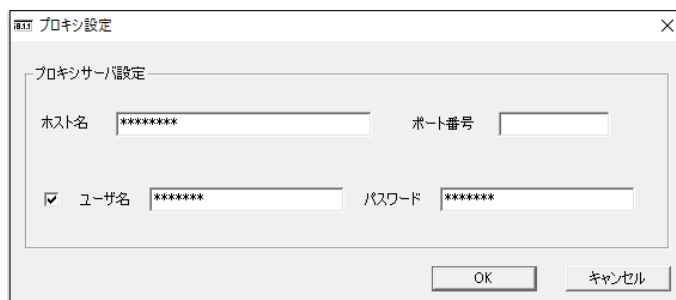 プロキシ設定
プロキシサーバ設定
ホスト名 ******** ポート番号
ユーザ名 ******* パスワード *******
OK キャンセル